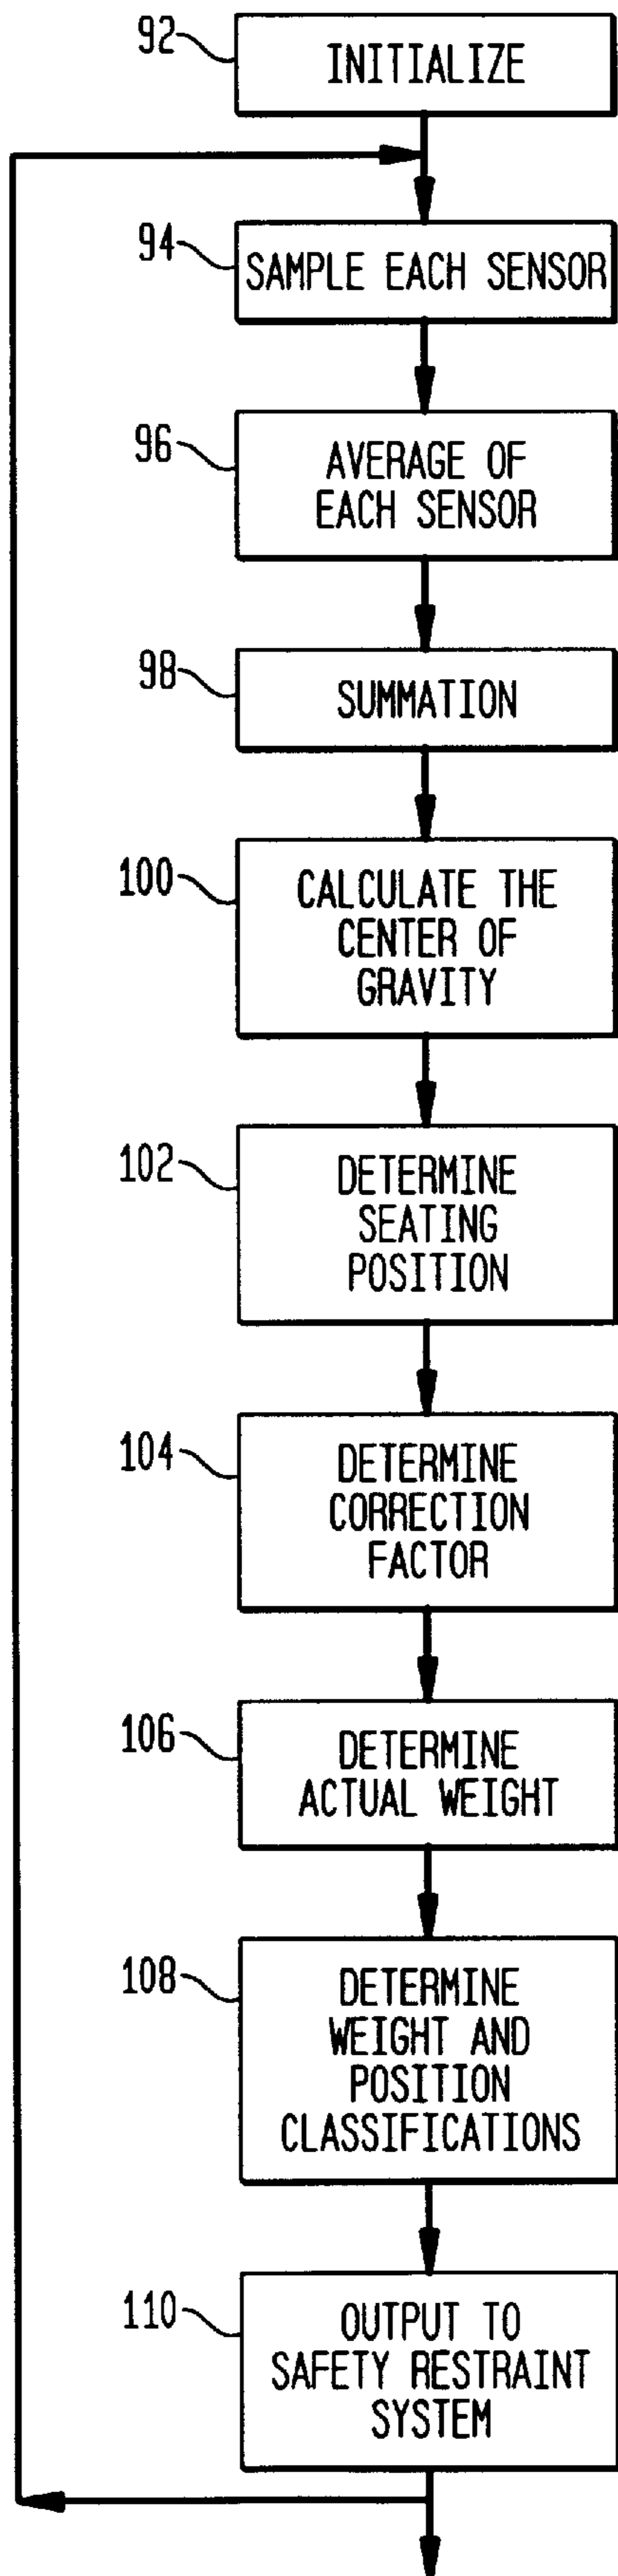 92
INITIALIZE
94
SAMPLE EACH SENSOR
96
AVERAGE OF
EACH SENSOR
98
SUMMATION
100
CALCULATE THE
CENTER OF
GRAVITY
102
DETERMINE
SEATING
POSITION
104
DETERMINE
CORRECTION
FACTOR
106
DETERMINE
ACTUAL WEIGHT
108
DETERMINE
WEIGHT AND
POSITION
CLASSIFICATIONS
110
OUTPUT TO
SAFETY RESTRAINT
SYSTEM